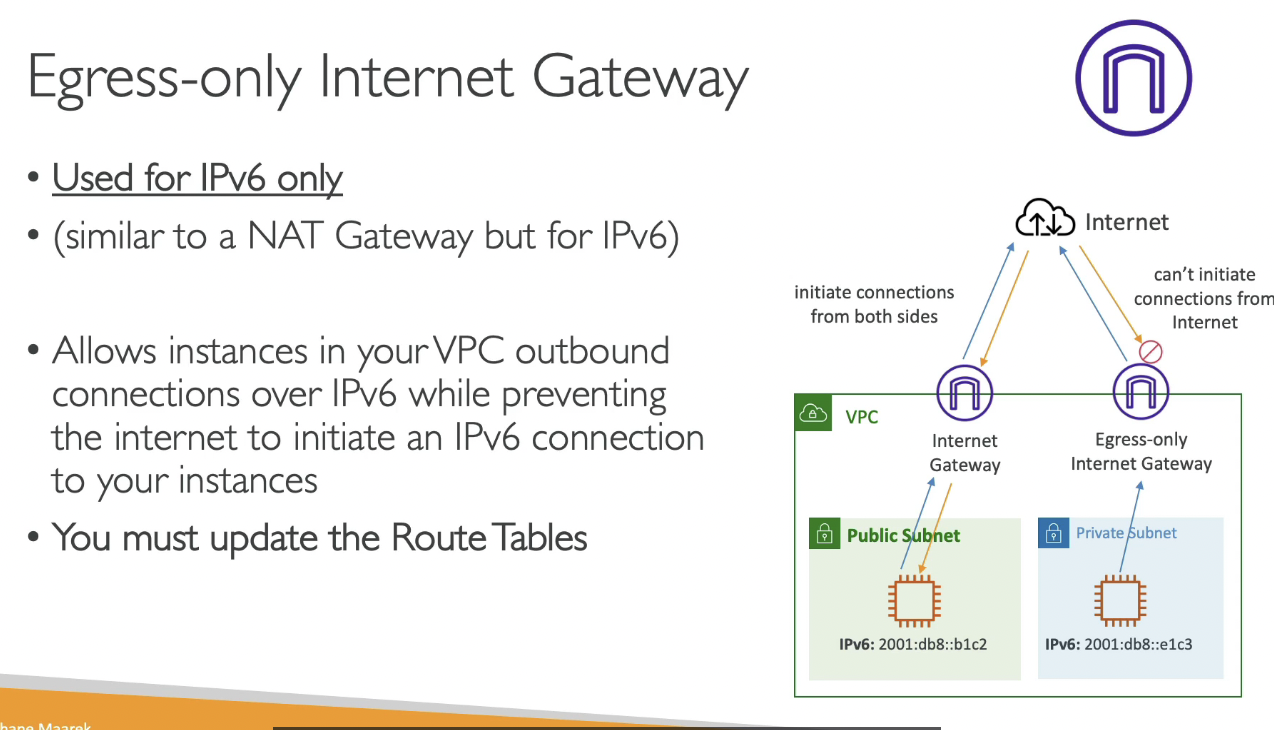 Egress-only Internet Gateway
• Used for IPv6 only
• (similar to a NAT Gateway but for IPv6)
• Allows instances in your VPC outbound
connections over IPv6 while preventing
the internet to initiate an IPv6 connection
to your instances
• You must update the Route Tables
Internet
initiate connections
from both sides
can't initiate
connections from
Internet
VPC
Internet
Gateway
Egress-only
Internet Gateway
Public Subnet
Private Subnet
IPv6: 2001:db8::b1c2
IPv6: 2001:db8::e1c3
Maarek